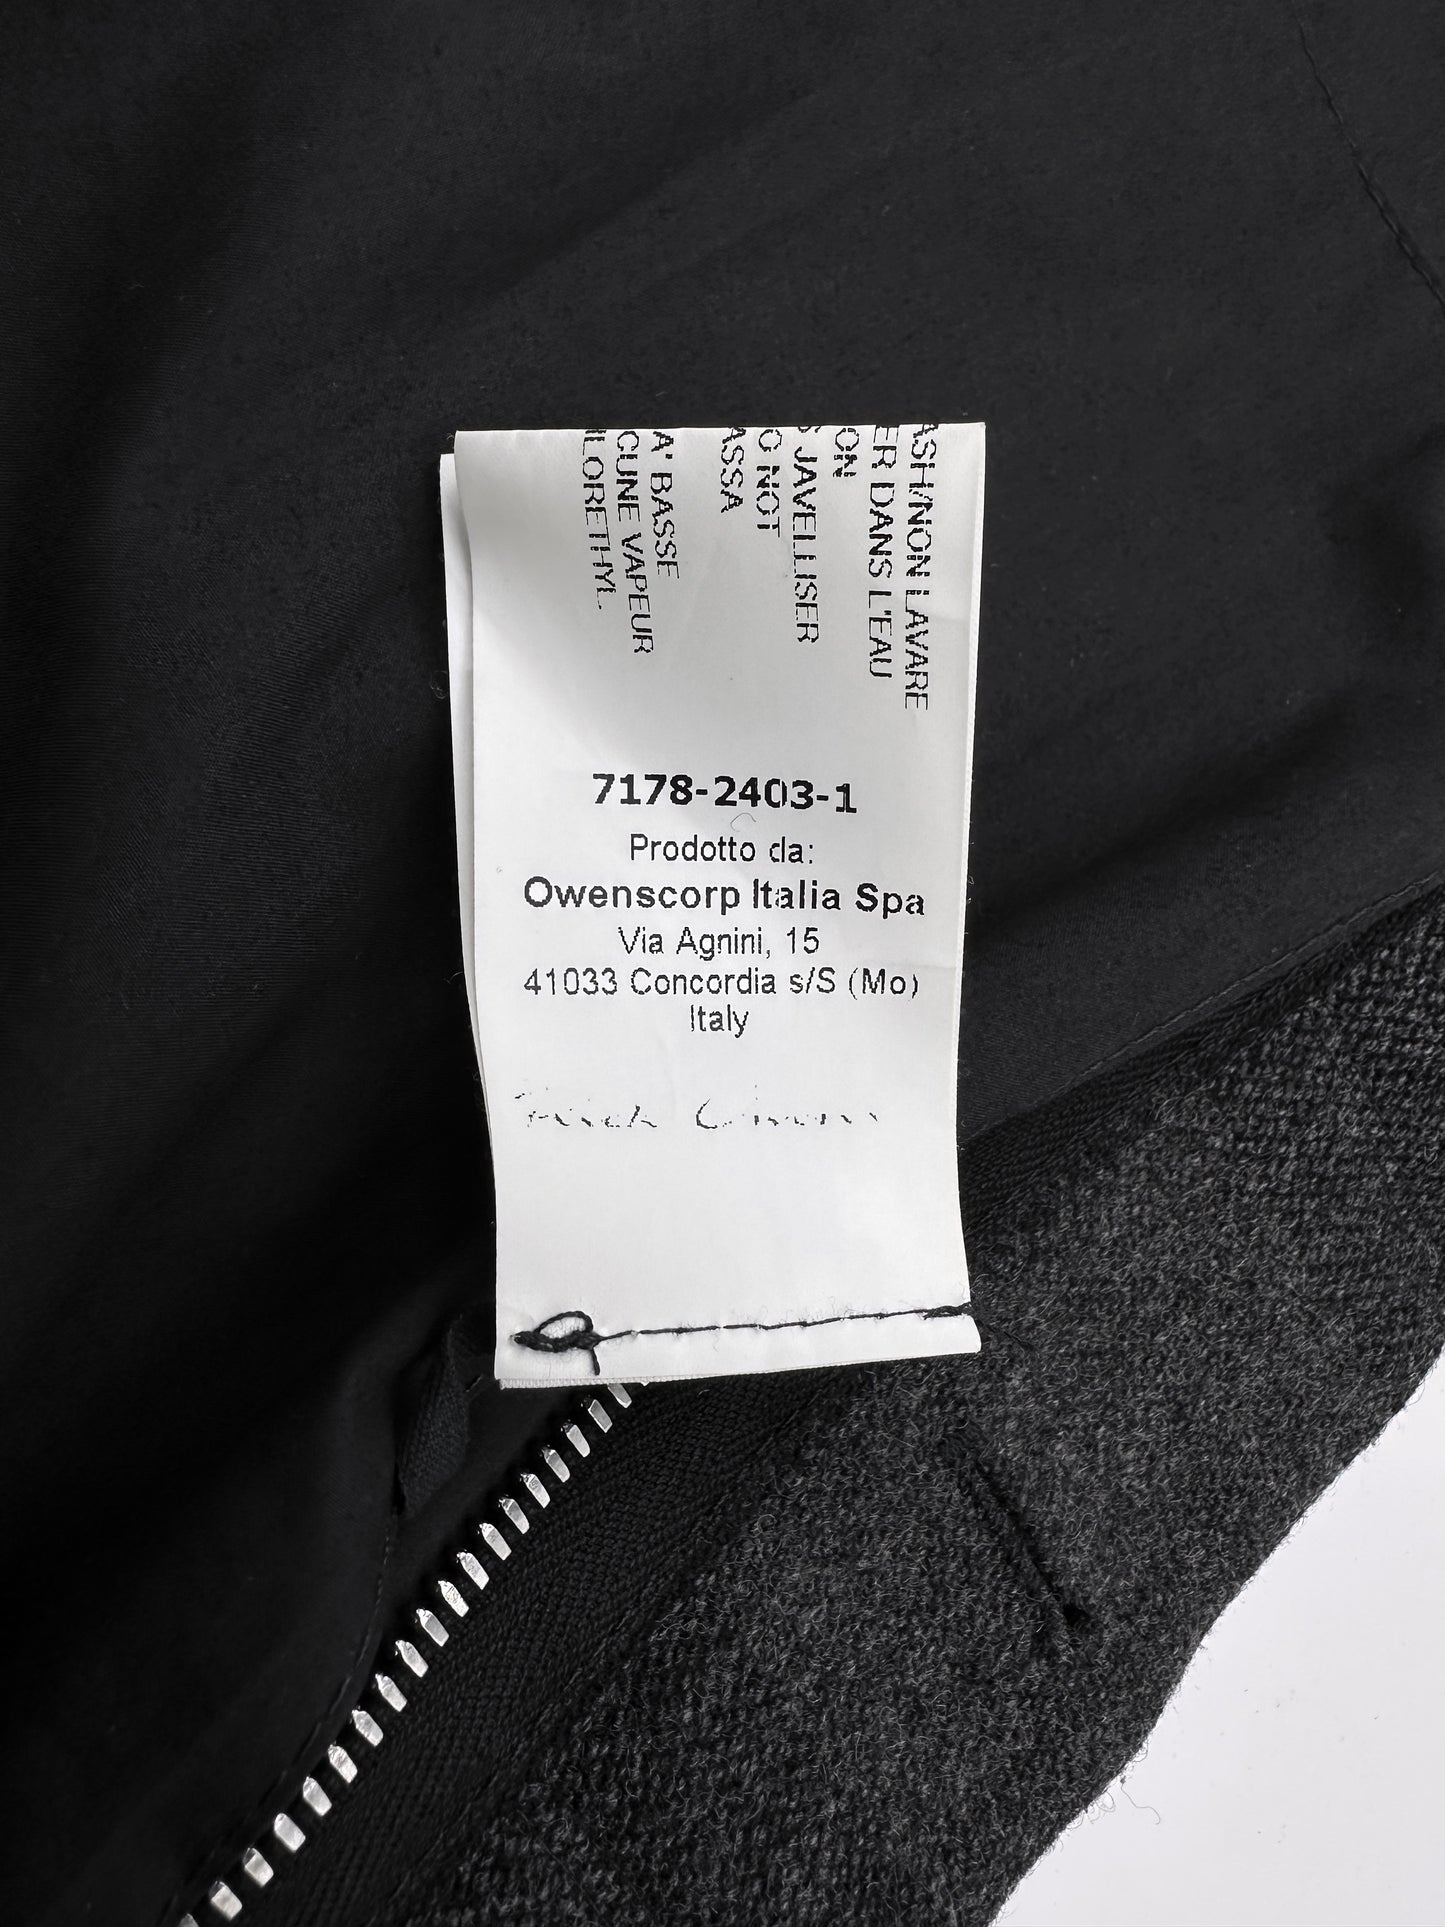 ASH/NON LAVARE
ER DANS L'EAU
ON
S JAVELLISER
O NOT
ASSA
A' BASSE
CUNE VAPEUR
ILORETHYL.
7178-2403-1
Prodotto da:
Owenscorp Italia Spa
Via Agnini, 15
41033 Concordia s/S (Mo)
Italy